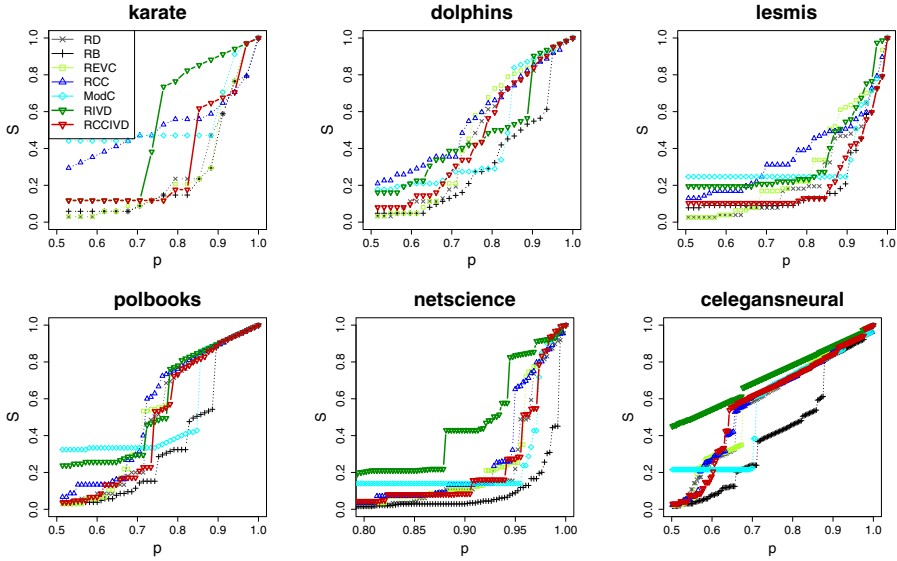 karate
S
1.0
0.8
0.6
0.4
0.2
0.0
RD
RB
REVC
RCC
ModC
RIVD
RCCIVD
0.5 0.6 0.7 0.8 0.9 1.0
p
dolphins
S
1.0
0.8
0.6
0.4
0.2
0.0
0.5 0.6 0.7 0.8 0.9 1.0
p
lesmis
S
1.0
0.8
0.6
0.4
0.2
0.0
0.5 0.6 0.7 0.8 0.9 1.0
p
polbooks
S
1.0
0.8
0.6
0.4
0.2
0.0
0.5 0.6 0.7 0.8 0.9 1.0
p
netscience
S
1.0
0.8
0.6
0.4
0.2
0.0
0.80 0.85 0.90 0.95 1.00
p
celegansneural
S
1.0
0.8
0.6
0.4
0.2
0.0
0.5 0.6 0.7 0.8 0.9 1.0
p